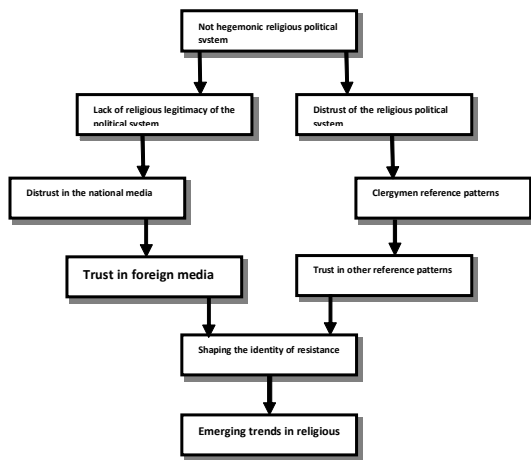 Not hegemonic religious political
system
Lack of religious legitimacy of the
political system
Distrust of the religious political
system
Distrust in the national media
Clergymen reference patterns
Trust in foreign media
Trust in other reference patterns
Shaping the identity of resistance
Emerging trends in religious